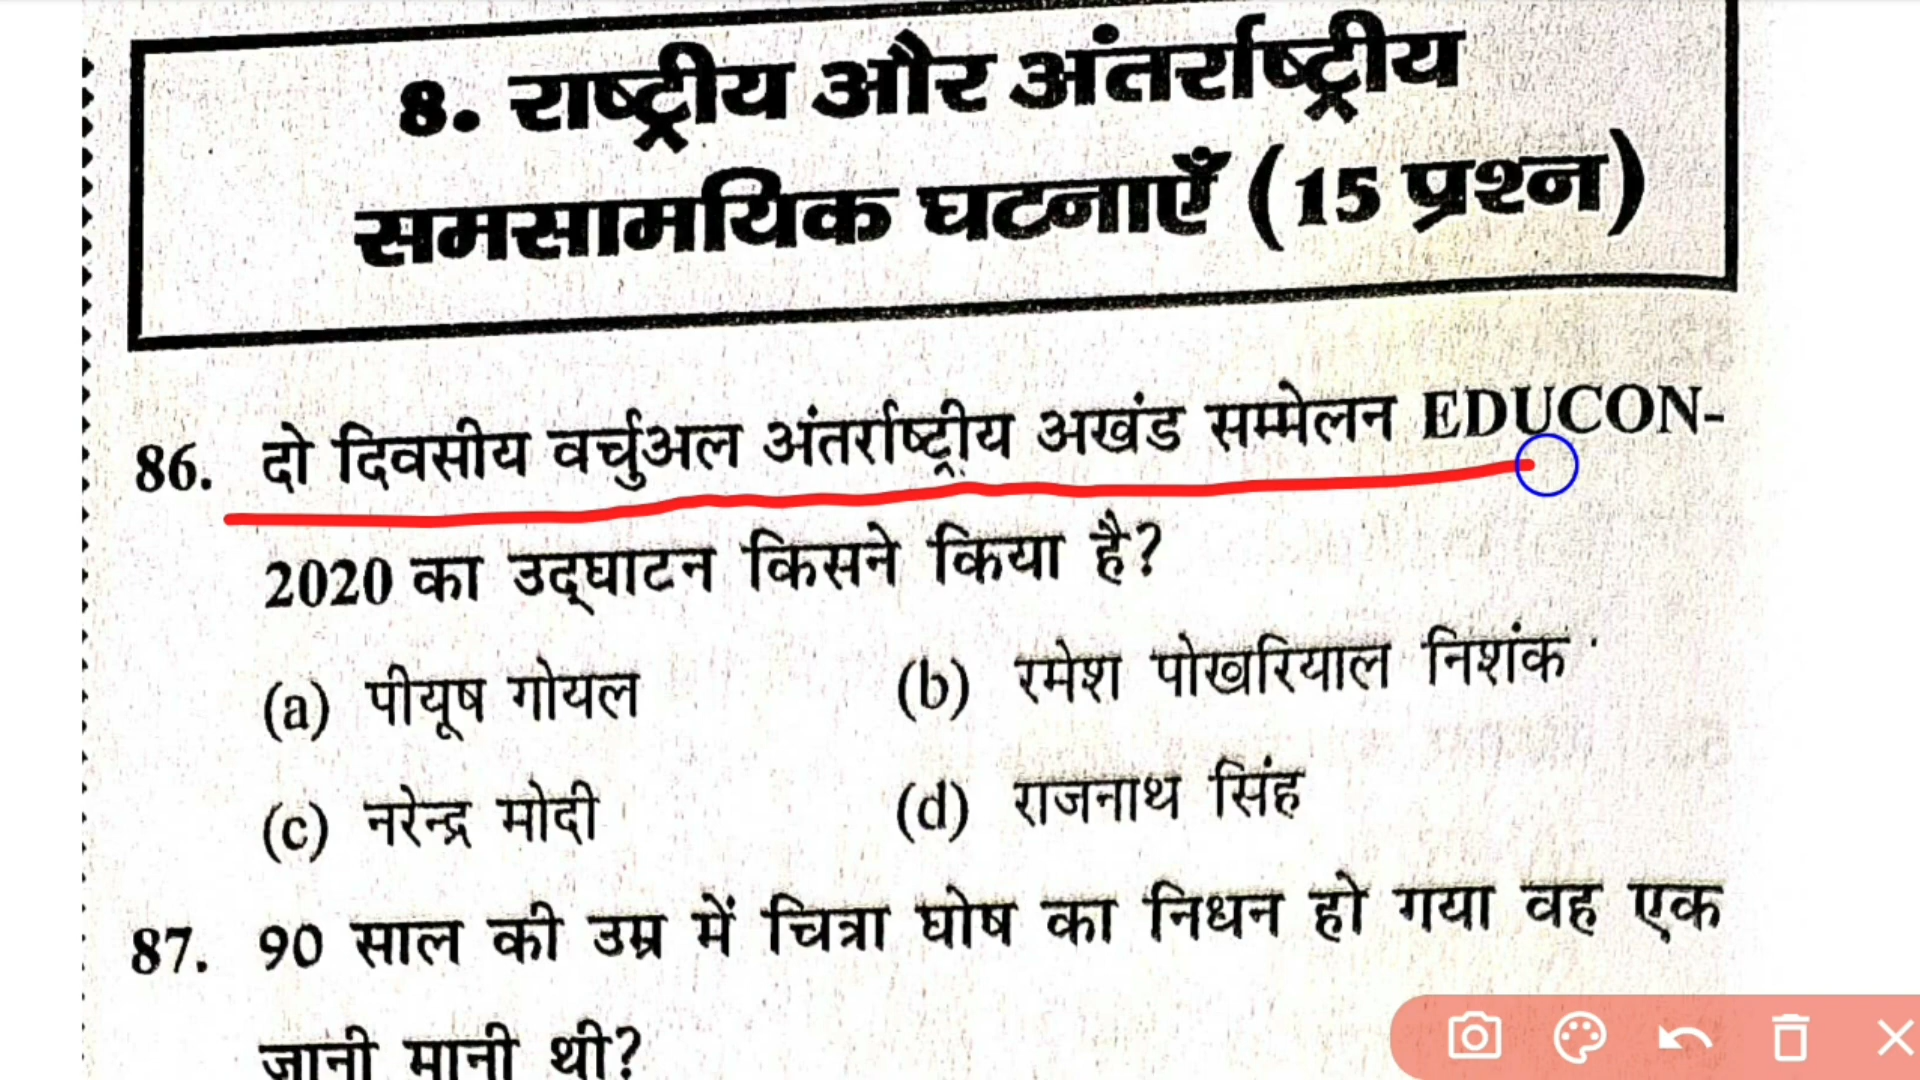 8. राष्ट्रीय और अंतर्राष्ट्रीय
समसामयिक घटनाएँ (15 प्रश्न)
86. दो दिवसीय वर्चुअल अंतर्राष्ट्रीय अखंड सम्मेलन EDUCON-
2020 का उद्घाटन किसने किया है?
(a) पीयूष गोयल (b) रमेश पोखरियाल निशंक
(c) नरेन्द्र मोदी (d) राजनाथ सिंह
87. 90 साल की उम्र में चित्रा घोष का निधन हो गया वह एक
जानी मानी थी?